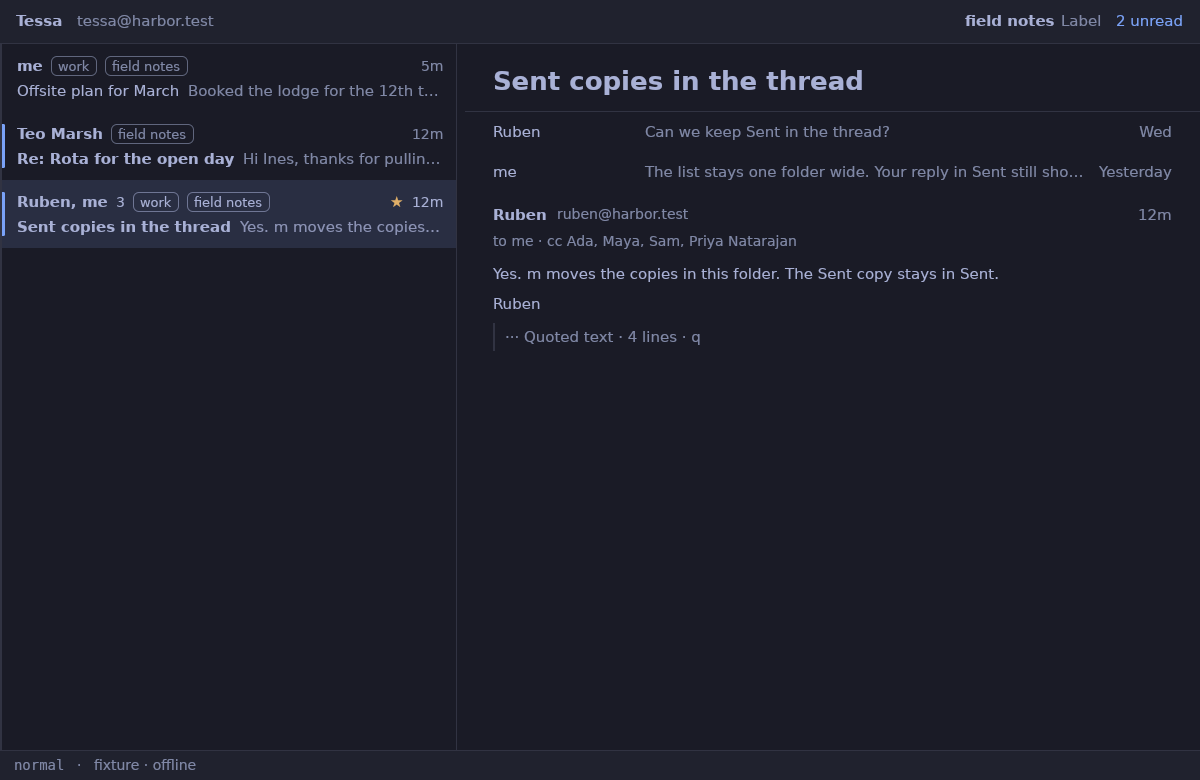 Tessa tessa@harbor.test
field notes Label 2 unread
me work field notes 5m
Offsite plan for March Booked the lodge for the 12th t…
Teo Marsh field notes 12m
Re: Rota for the open day Hi Ines, thanks for pullin…
Ruben, me 3 work field notes ★ 12m
Sent copies in the thread Yes. m moves the copies…
Sent copies in the thread
Ruben Can we keep Sent in the thread? Wed
me The list stays one folder wide. Your reply in Sent still sho… Yesterday
Ruben ruben@harbor.test 12m
to me · cc Ada, Maya, Sam, Priya Natarajan
Yes. m moves the copies in this folder. The Sent copy stays in Sent.
Ruben
··· Quoted text · 4 lines · q
normal · fixture · offline